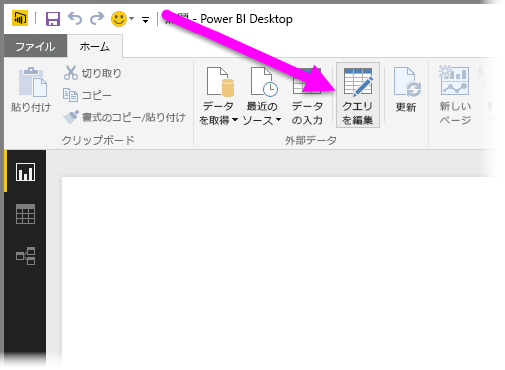 - Power BI Desktop
ファイル ホーム
貼り付け
切り取り
コピー
書式のコピー/貼り付け
クリップボード
データ
を取得
最近の
ソース
データ
の入力
クエリ
を編集
外部データ
更新
新しい
ページ